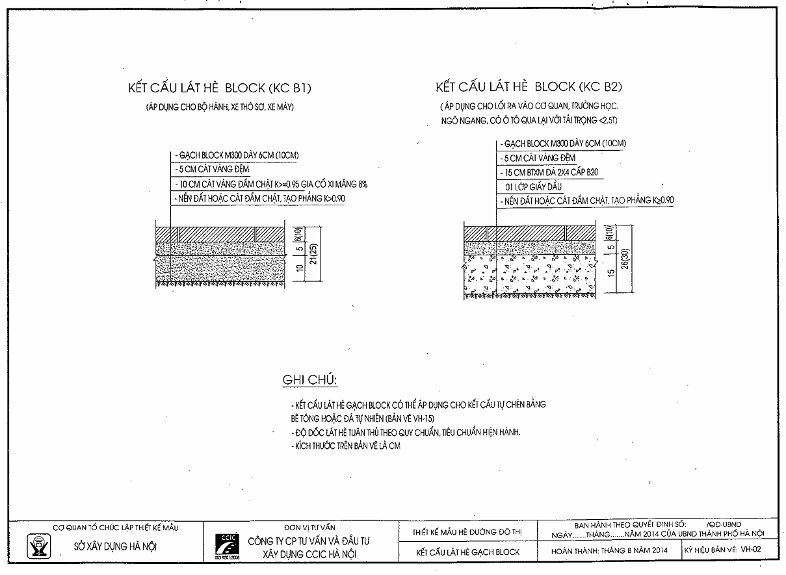 KẾT CẤU LÁT HÈ BLOCK (KC B1)
(ÁP DỤNG CHO BỘ HÀNH, XE THÔ SƠ, XE MÁY)
- GẠCH BLOCK M300 DÀY 6CM (10CM)
- 5 CM CÁT VÀNG ĐỆM
- 10 CM CÁT VÀNG ĐẦM CHẶT K>=0.95 GIA CỐ XI MĂNG 8%
- NỀN ĐẤT HOẶC CÁT ĐẦM CHẶT, TẠO PHẲNG K>0.90
6(10)
5
10
21(25)
KẾT CẤU LÁT HÈ BLOCK (KC B2)
( ÁP DỤNG CHO LỐI RA VÀO CƠ QUAN, TRƯỜNG HỌC,
NGÕ NGANG, CÓ Ô TÔ QUA LẠI VỚI TẢI TRỌNG <2.5T)
- GẠCH BLOCK M300 DÀY 6CM (10CM)
- 5 CM CÁT VÀNG ĐỆM
- 15 CM BTXM ĐÁ 2X4 CẤP B20
01 LỚP GIẤY DẦU
- NỀN ĐẤT HOẶC CÁT ĐẦM CHẶT, TẠO PHẲNG K≥0.90
6(10)
5
15
26(30)
GHI CHÚ:
- KẾT CẤU LÁT HÈ GẠCH BLOCK CÓ THỂ ÁP DỤNG CHO KẾT CẤU TỰ CHÈN BẰNG
BÊ TÔNG HOẶC ĐÁ TỰ NHIÊN (BẢN VẼ VH-15)
- ĐỘ DỐC LÁT HÈ TUÂN THỦ THEO QUY CHUẨN, TIÊU CHUẨN HIỆN HÀNH.
- KÍCH THƯỚC TRÊN BẢN VẼ LÀ CM
CƠ QUAN TỔ CHỨC LẬP THIẾT KẾ MẪU
SỞ XÂY DỰNG HÀ NỘI
CCIC
ISO 9001:2008
ĐƠN VỊ TƯ VẤN
CÔNG TY CP TƯ VẤN VÀ ĐẦU TƯ
XÂY DỰNG CCIC HÀ NỘI
THIẾT KẾ MẪU HÈ ĐƯỜNG ĐÔ THỊ
KẾT CẤU LÁT HÈ GẠCH BLOCK
BAN HÀNH THEO QUYẾT ĐỊNH SỐ: /QĐ-UBND
NGÀY......THÁNG.......NĂM 2014 CỦA UBND THÀNH PHỐ HÀ NỘI
HOÀN THÀNH: THÁNG 8 NĂM 2014
KÝ HIỆU BẢN VẼ: VH-02